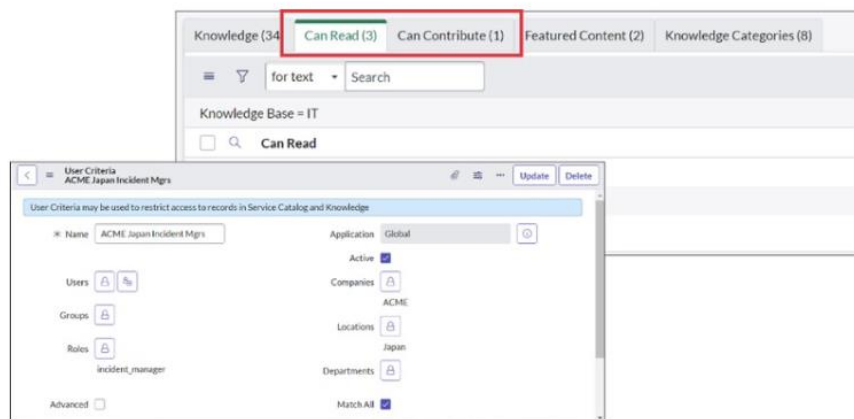 Knowledge (34 Can Read (3) Can Contribute (1) Featured Content (2) Knowledge Categories (8)
for text Search
Knowledge Base = IT
Can Read
User Criteria
ACME Japan Incident Mgrs
Update Delete
User Criteria may be used to restrict access to records in Service Catalog and Knowledge
* Name ACME Japan Incident Mgrs Application Global
Active
Users Companies
ACME
Groups
Locations
Roles Japan
incident_manager Departments
Advanced Match All